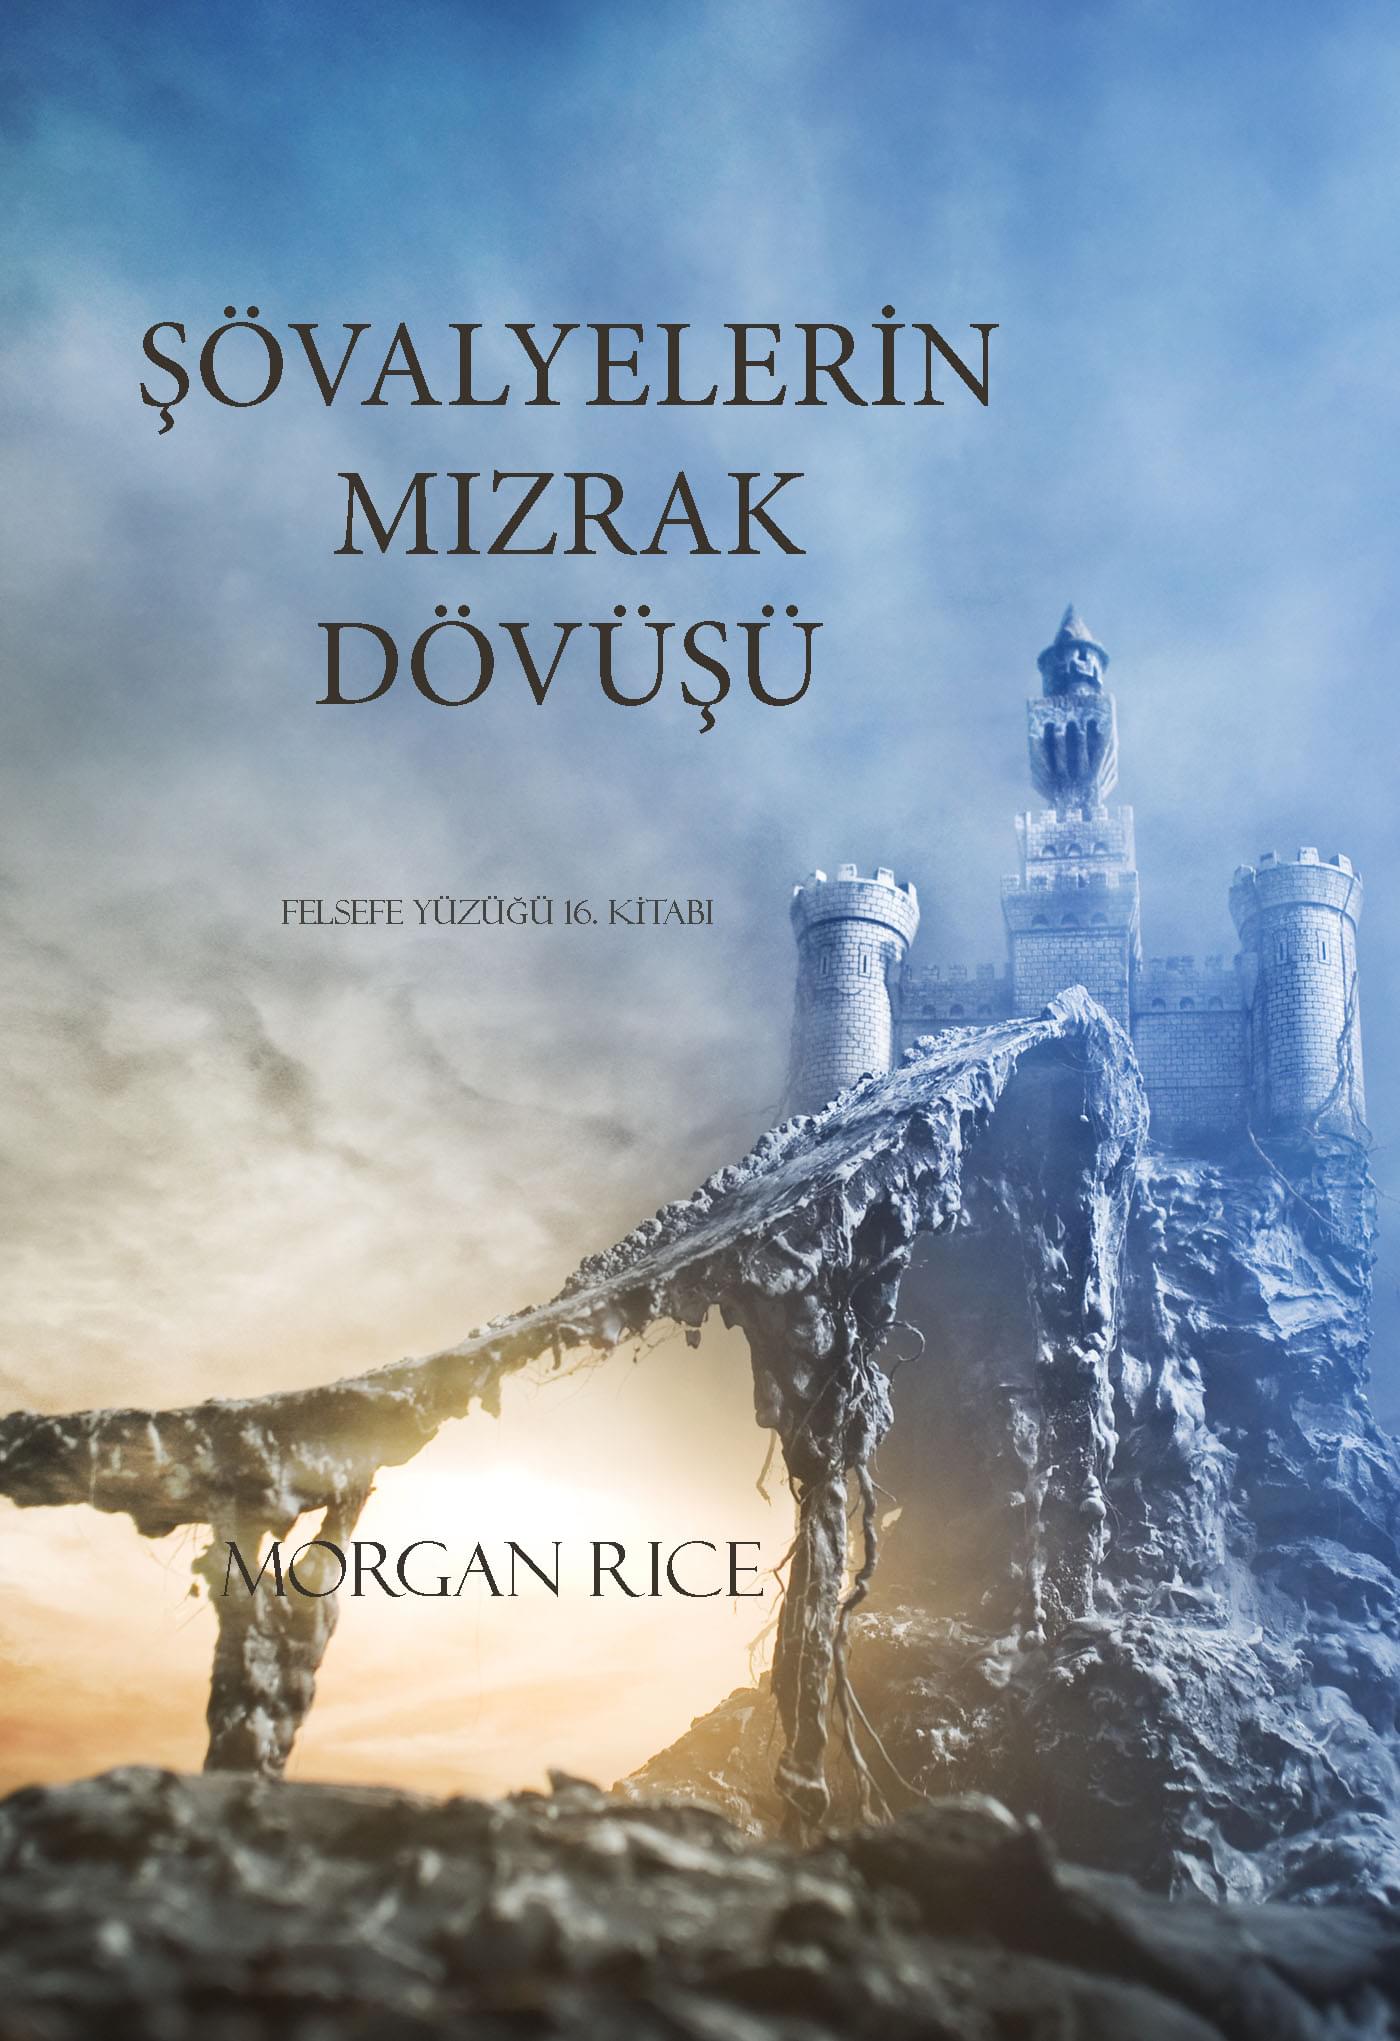 ŞÖVALYELERİN
MIZRAK
DÖVÜŞÜ
FELSEFE YÜZÜĞÜ 16. KİTABI
MORGAN RICE